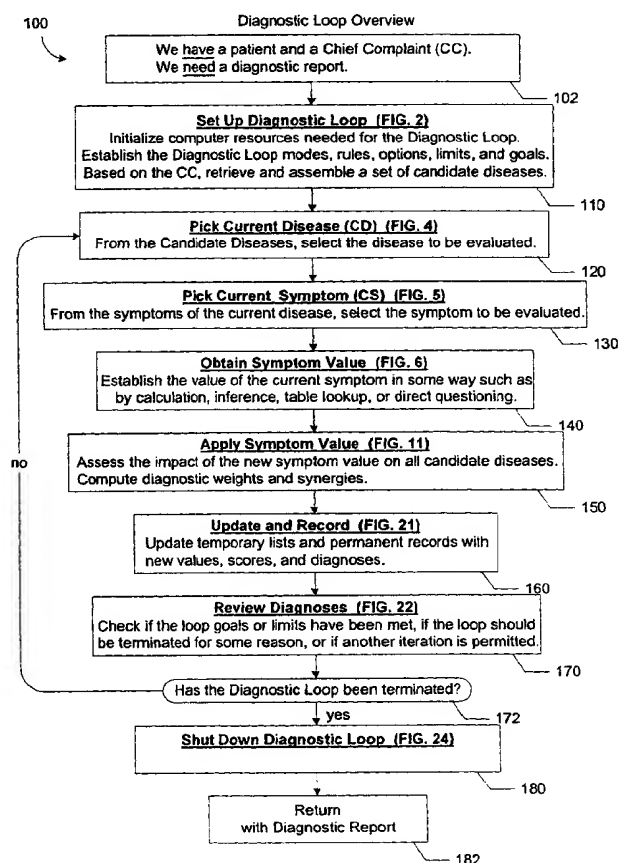 Diagnostic Loop Overview
100
We have a patient and a Chief Complaint (CC).
We need a diagnostic report.
102
Set Up Diagnostic Loop (FIG. 2)
Initialize computer resources needed for the Diagnostic Loop.
Establish the Diagnostic Loop modes, rules, options, limits, and goals.
Based on the CC, retrieve and assemble a set of candidate diseases.
110
Pick Current Disease (CD) (FIG. 4)
From the Candidate Diseases, select the disease to be evaluated.
120
Pick Current Symptom (CS) (FIG. 5)
From the symptoms of the current disease, select the symptom to be evaluated.
130
Obtain Symptom Value (FIG. 6)
Establish the value of the current symptom in some way such as
by calculation, inference, table lookup, or direct questioning.
140
Apply Symptom Value (FIG. 11)
Assess the impact of the new symptom value on all candidate diseases.
Compute diagnostic weights and synergies.
150
no
Update and Record (FIG. 21)
Update temporary lists and permanent records with
new values, scores, and diagnoses.
160
Review Diagnoses (FIG. 22)
Check if the loop goals or limits have been met, if the loop should
be terminated for some reason, or if another iteration is permitted.
170
Has the Diagnostic Loop been terminated?
172
yes
Shut Down Diagnostic Loop (FIG. 24)
180
Return
with Diagnostic Report
182